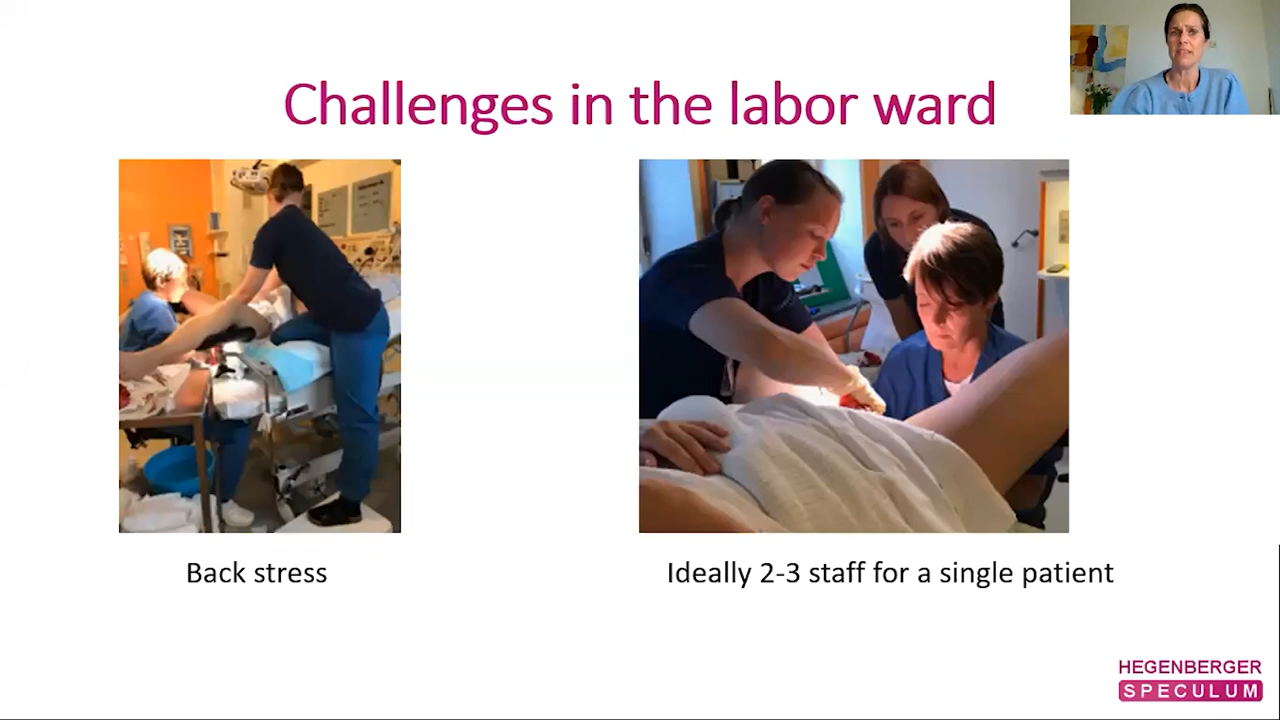 Challenges in the labor ward
Back stress
Ideally 2-3 staff for a single patient
HEGENBERGER
SPECULUM